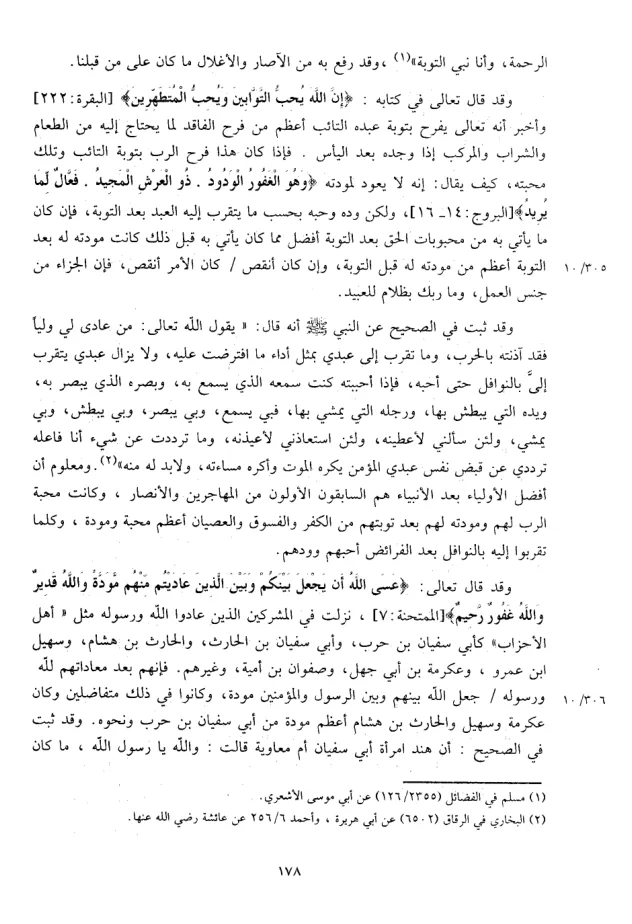 الرحمة، وأنا نبي التوبة»(١) ،وقد رفع به من الآصار والأغلال ما كان على من قبلنا.
وقد قال تعالى في كتابه : ﴿إِنَّ اللَّهَ يُحِبُّ التَّوَّابِينَ وَيُحِبُّ الْمُتَطَهِّرِينَ﴾ [البقرة:٢٢٢]
وأخبر أنه تعالى يفرح بتوبة عبده التائب أعظم من فرح الفاقد لما يحتاج إليه من الطعام
والشراب والمركب إذا وجده بعد اليأس . فإذا كان هذا فرح الرب بتوبة التائب وتلك
محبته، كيف يقال: إنه لا يعود لمودته ﴿وَهُوَ الْغَفُورُ الْوَدُودُ . ذُو الْعَرْشِ الْمَجِيدُ . فَعَّالٌ لِّمَا
يُرِيدُ﴾[البروج:١٤ـ ١٦]، ولكن وده وحبه بحسب ما يتقرب إليه العبد بعد التوبة، فإن كان
ما يأتي به من محبوبات الحق بعد التوبة أفضل مما كان يأتي به قبل ذلك كانت مودته له بعد
التوبة أعظم من مودته له قبل التوبة، وإن كان أنقص / كان الأمر أنقص، فإن الجزاء من
١٠/٣٠٥
جنس العمل، وما ربك بظلام للعبيد.
وقد ثبت في الصحيح عن النبي ﷺ أنه قال: « يقول الله تعالى: من عادى لي ولياً
فقد آذنته بالحرب، وما تقرب إلى عبدي بمثل أداء ما افترضت عليه، ولا يزال عبدي يتقرب
إلىَّ بالنوافل حتى أحبه، فإذا أحببته كنت سمعه الذي يسمع به، وبصره الذي يبصر به،
ويده التي يبطش بها، ورجله التي يمشي بها، فبي يسمع، وبي يبصر، وبي يبطش، وبي
يمشي، ولئن سألني لأعطينه، ولئن استعاذني لأعيذنه، وما ترددت عن شيء أنا فاعله
ترددي عن قبض نفس عبدي المؤمن يكره الموت وأكره مساءته، ولابد له منه»(٢).ومعلوم أن
أفضل الأولياء بعد الأنبياء هم السابقون الأولون من المهاجرين والأنصار ، وكانت محبة
الرب لهم ومودته لهم بعد توبتهم من الكفر والفسوق والعصيان أعظم محبة ومودة ، وكلما
تقربوا إليه بالنوافل بعد الفرائض أحبهم وودهم.
وقد قال تعالى: ﴿عَسَى اللَّهُ أَن يَجْعَلَ بَيْنَكُمْ وَبَيْنَ الَّذِينَ عَادَيْتُم مِّنْهُم مَّوَدَّةً وَاللَّهُ قَدِيرٌ
وَاللَّهُ غَفُورٌ رَّحِيمٌ﴾[الممتحنة:٧] ، نزلت في المشركين الذين عادوا الله ورسوله مثل « أهل
الأحزاب» كأبي سفيان بن حرب، وأبي سفيان بن الحارث، والحارث بن هشام، وسهيل
ابن عمرو ، وعكرمة بن أبي جهل، وصفوان بن أمية، وغيرهم. فإنهم بعد معاداتهم لله
ورسوله / جعل الله بينهم وبين الرسول والمؤمنين مودة، وكانوا في ذلك متفاضلين وكان
١٠/٣٠٦
عكرمة وسهيل والحارث بن هشام أعظم مودة من أبي سفيان بن حرب ونحوه. وقد ثبت
في الصحيح : أن هند امرأة أبي سفيان أم معاوية قالت : والله يا رسول الله ، ما كان
(١) مسلم في الفضائل (٢٣٥٥/ ١٢٦) عن أبي موسى الأشعري.
(٢) البخاري في الرقاق (٦٥٠٢) عن أبي هريرة ، وأحمد ٦/ ٢٥٦ عن عائشة رضي الله عنها.
١٧٨